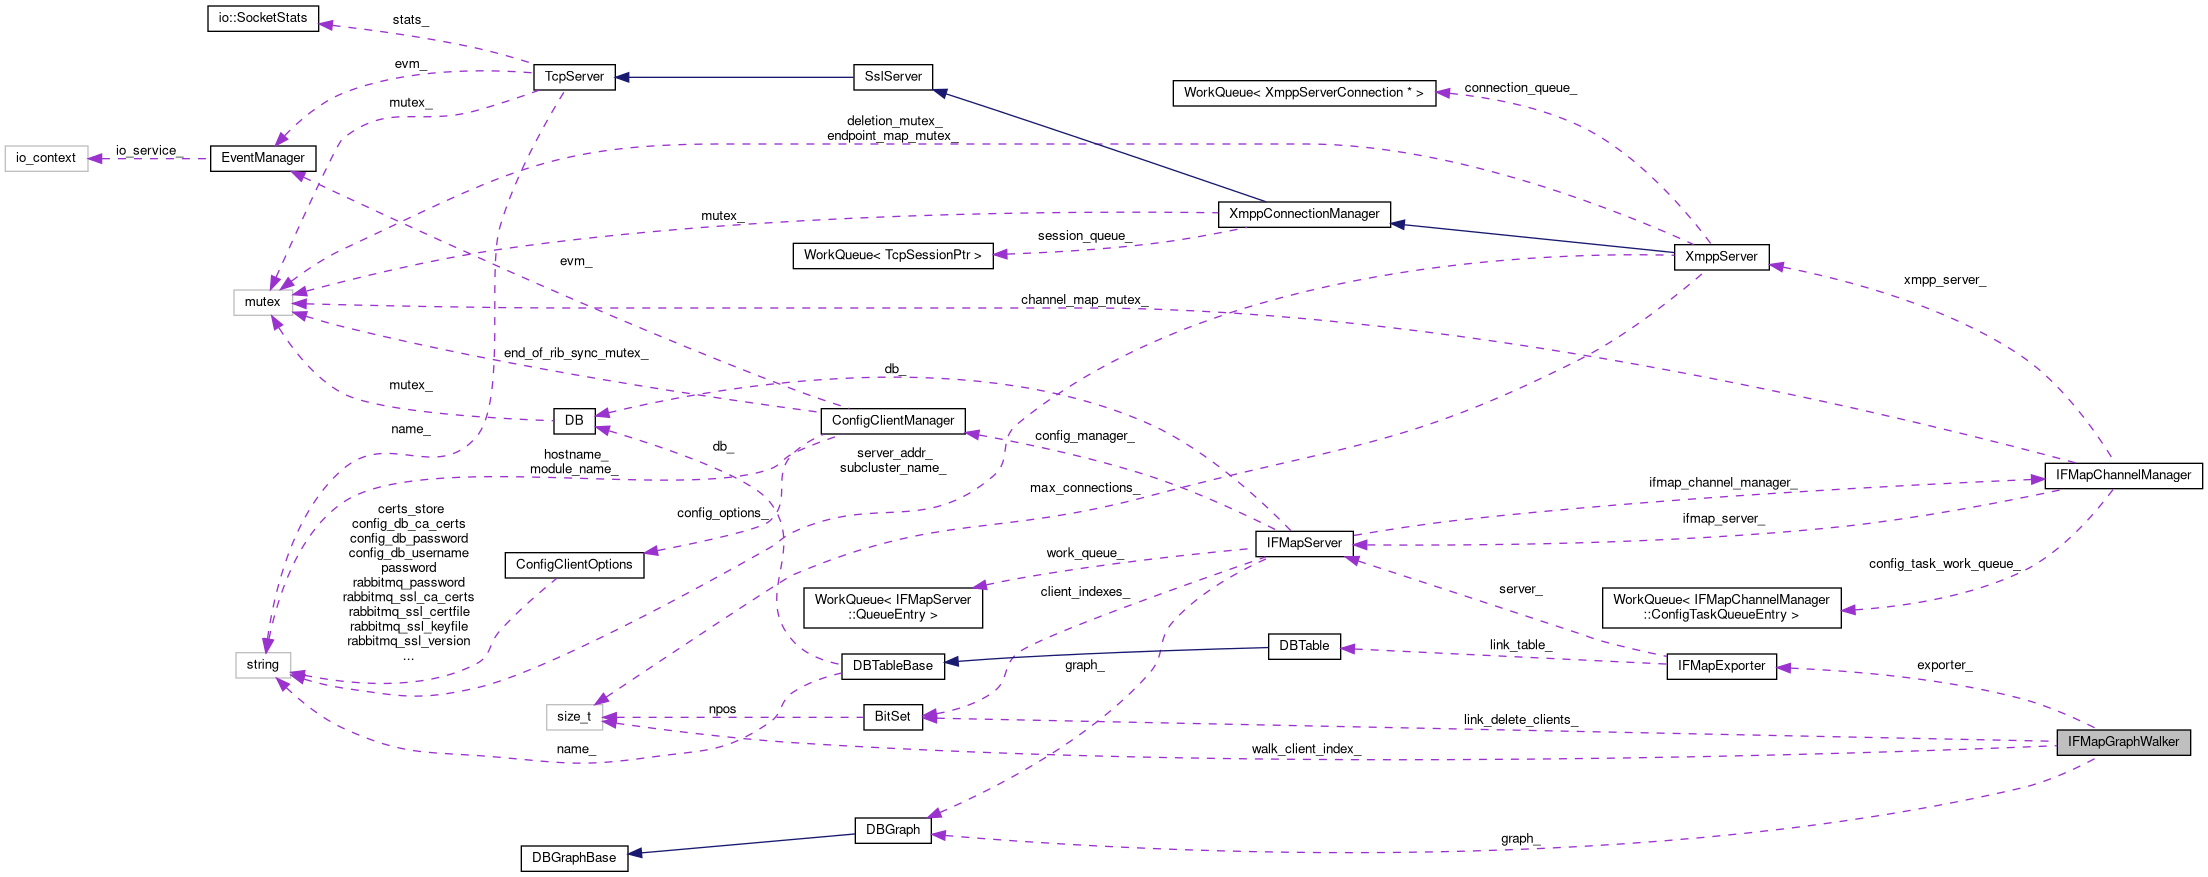 io::SocketStats
stats_
evm_
TcpServer
SslServer
WorkQueue< XmppServerConnection * >
connection_queue_
mutex_
deletion_mutex_
endpoint_map_mutex_
io_context
io_service_
EventManager
mutex_
XmppConnectionManager
session_queue_
WorkQueue< TcpSessionPtr >
XmppServer
evm_
xmpp_server_
mutex
channel_map_mutex_
end_of_rib_sync_mutex_
db_
mutex_
DB
ConfigClientManager
name_
db_
config_manager_
hostname_
module_name_
server_addr_
subcluster_name_
IFMapChannelManager
max_connections_
ifmap_channel_manager_
certs_store
config_db_ca_certs
config_db_password
config_db_username
password
rabbitmq_password
rabbitmq_ssl_ca_certs
rabbitmq_ssl_certfile
rabbitmq_ssl_keyfile
rabbitmq_ssl_version
...
config_options_
ifmap_server_
IFMapServer
work_queue_
ConfigClientOptions
config_task_work_queue_
client_indexes_
server_
WorkQueue< IFMapServer
::QueueEntry >
WorkQueue< IFMapChannelManager
::ConfigTaskQueueEntry >
string
DBTableBase
graph_
DBTable
link_table_
IFMapExporter
exporter_
size_t
npos
BitSet
link_delete_clients_
name_
walk_client_index_
IFMapGraphWalker
DBGraph
graph_
DBGraphBase